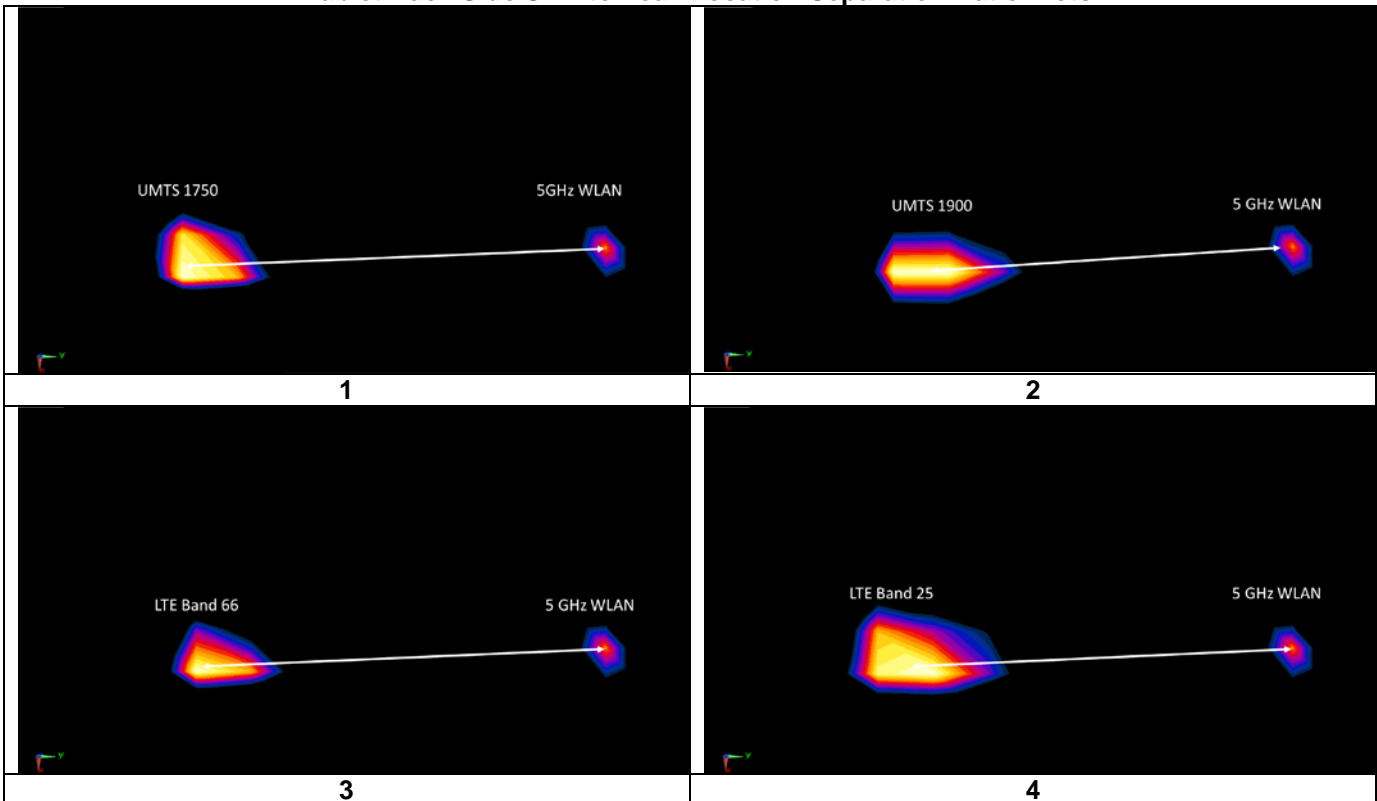 UMTS 1750 5GHz WLAN
UMTS 1900 5 GHz WLAN
Y Y
1 2
LTE Band 66 5 GHz WLAN
LTE Band 25 5 GHz WLAN
Y Y
3 4